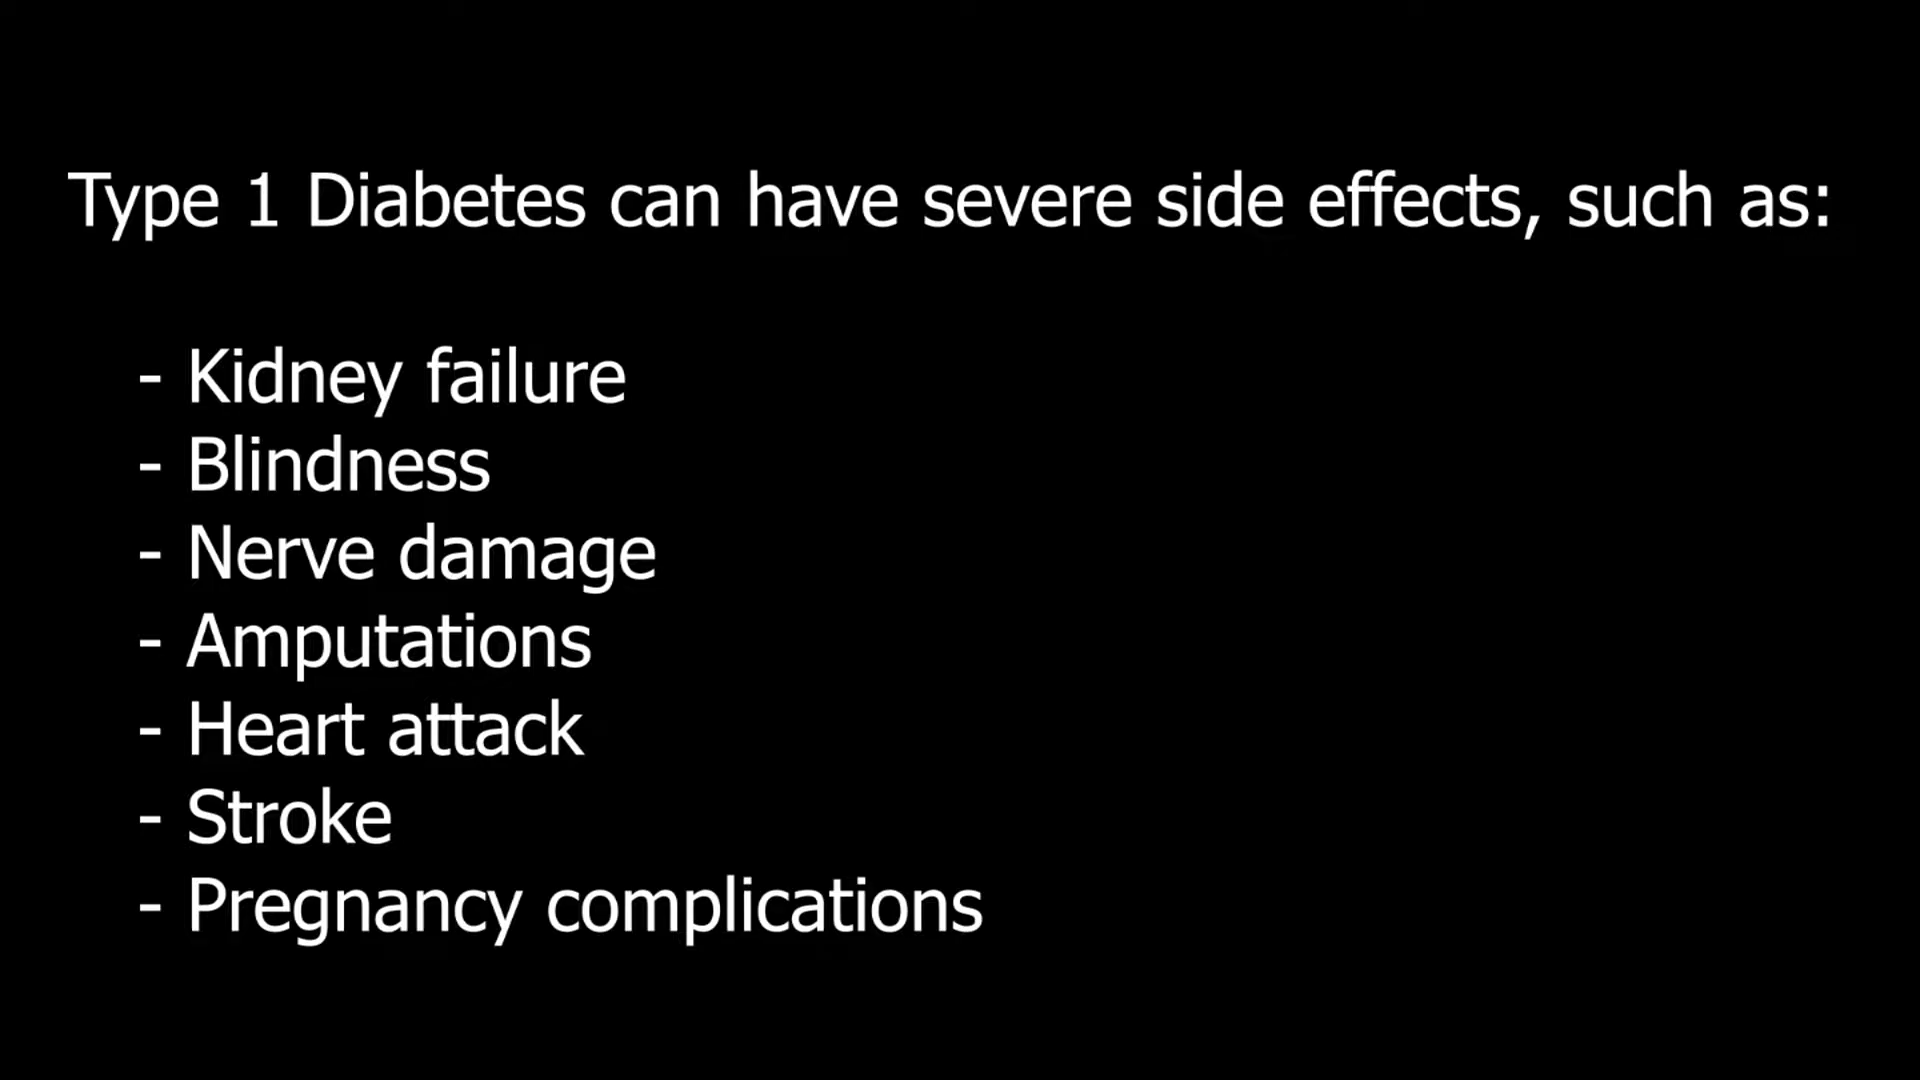 Type 1 Diabetes can have severe side effects, such as:
- Kidney failure
- Blindness
- Nerve damage
- Amputations
- Heart attack
- Stroke
- Pregnancy complications